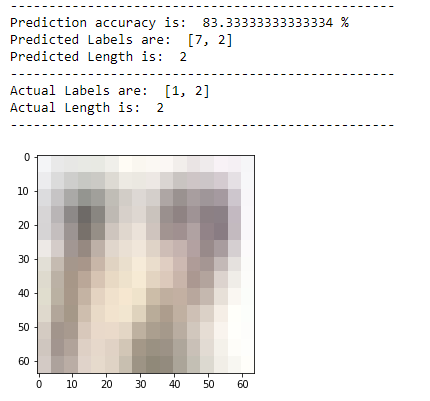 --------------------------------------------------
Prediction accuracy is:  83.33333333333334 %
Predicted Labels are:  [7, 2]
Predicted Length is:  2
--------------------------------------------------
Actual Labels are:  [1, 2]
Actual Length is:  2
--------------------------------------------------
0
10
20
30
40
50
60
0 10 20 30 40 50 60